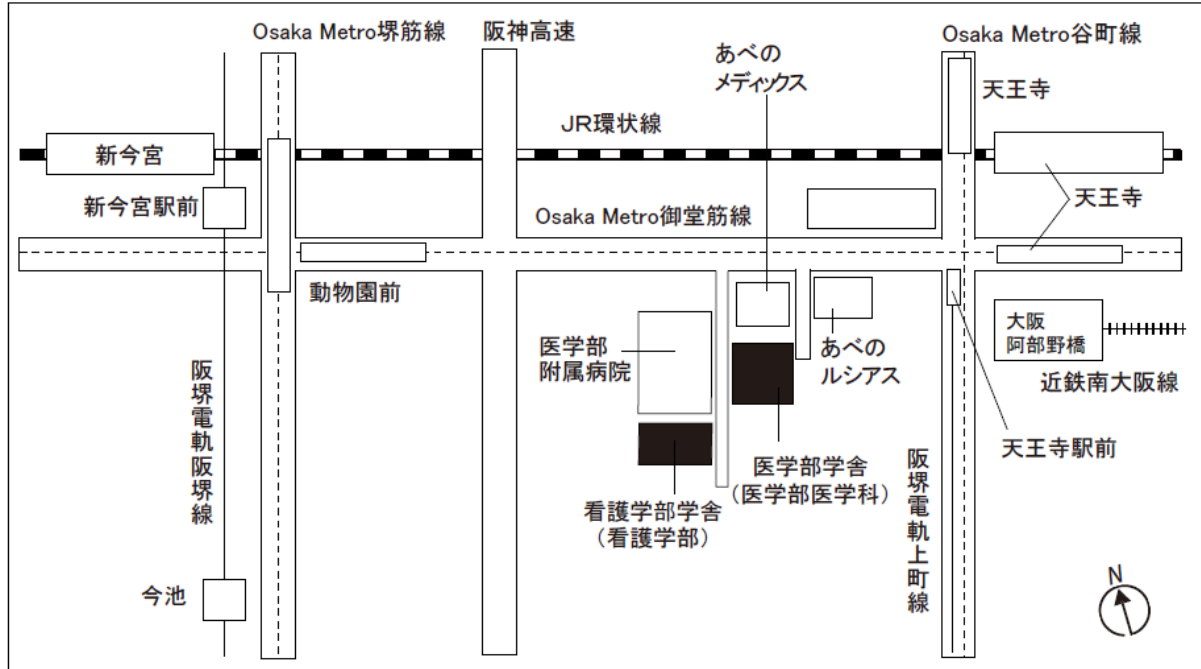 Osaka Metro堺筋線
阪神高速
Osaka Metro谷町線
あべの
メディックス
天王寺
JR環状線
新今宮
新今宮駅前
Osaka Metro御堂筋線
天王寺
動物園前
医学部
附属病院
あべの
ルシアス
大阪
阿部野橋
近鉄南大阪線
阪堺電軌阪堺線
天王寺駅前
医学部学舎
（医学部医学科）
阪堺電軌上町線
看護学部学舎
（看護学部）
今池
N